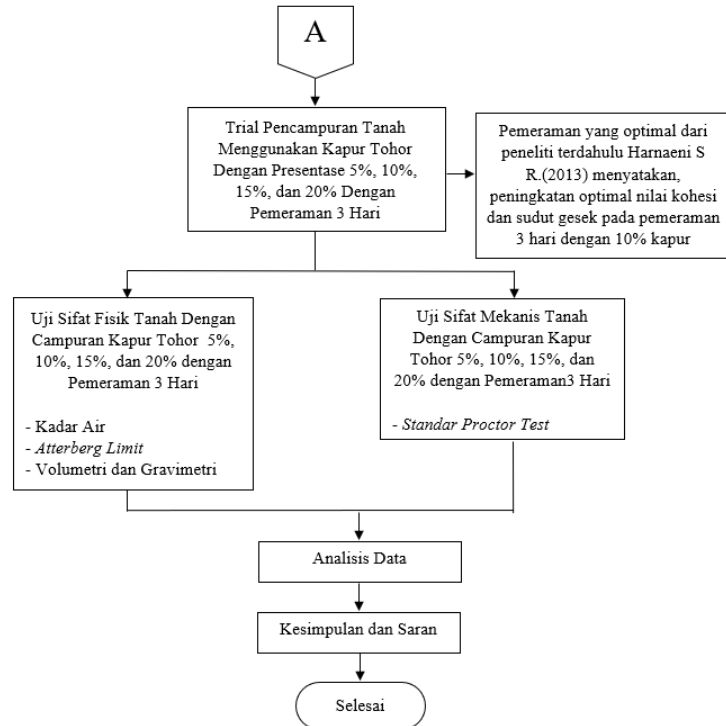 A
Trial Pencampuran Tanah
Menggunakan Kapur Tohor
Dengan Presentase 5%, 10%,
15%, dan 20% Dengan
Pemeraman 3 Hari
Pemeraman yang optimal dari
peneliti terdahulu Harnaeni S
R.(2013) menyatakan,
peningkatan optimal nilai kohesi
dan sudut gesek pada pemeraman
3 hari dengan 10% kapur
Uji Sifat Fisik Tanah Dengan
Campuran Kapur Tohor 5%,
10%, 15%, dan 20% dengan
Pemeraman 3 Hari
- Kadar Air
- Atterberg Limit
- Volumetri dan Gravimetri
Uji Sifat Mekanis Tanah
Dengan Campuran Kapur
Tohor 5%, 10%, 15%, dan
20% dengan Pemeraman3 Hari
- Standar Proctor Test
Analisis Data
Kesimpulan dan Saran
Selesai